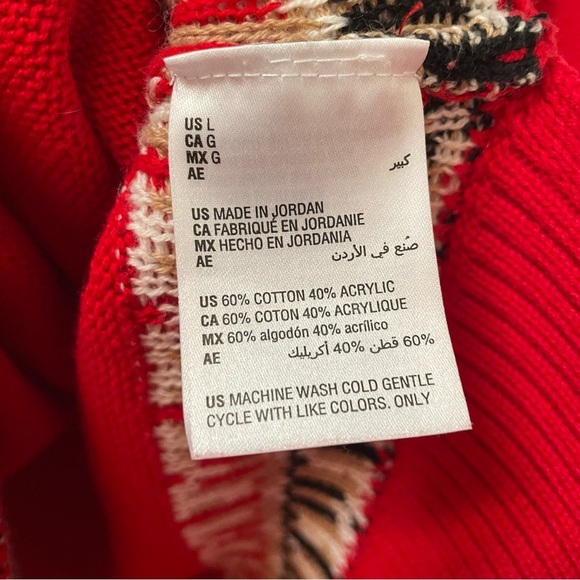 US L
CA G
MX G
AE كبير
US MADE IN JORDAN
CA FABRIQUÉ EN JORDANIE
MX HECHO EN JORDANIA
AE صُنع في الأردن
US 60% COTTON 40% ACRYLIC
CA 60% COTON 40% ACRYLIQUE
MX 60% algodón 40% acrílico
AE 60% قطن 40% أكريليك
US MACHINE WASH COLD GENTLE
CYCLE WITH LIKE COLORS. ONLY